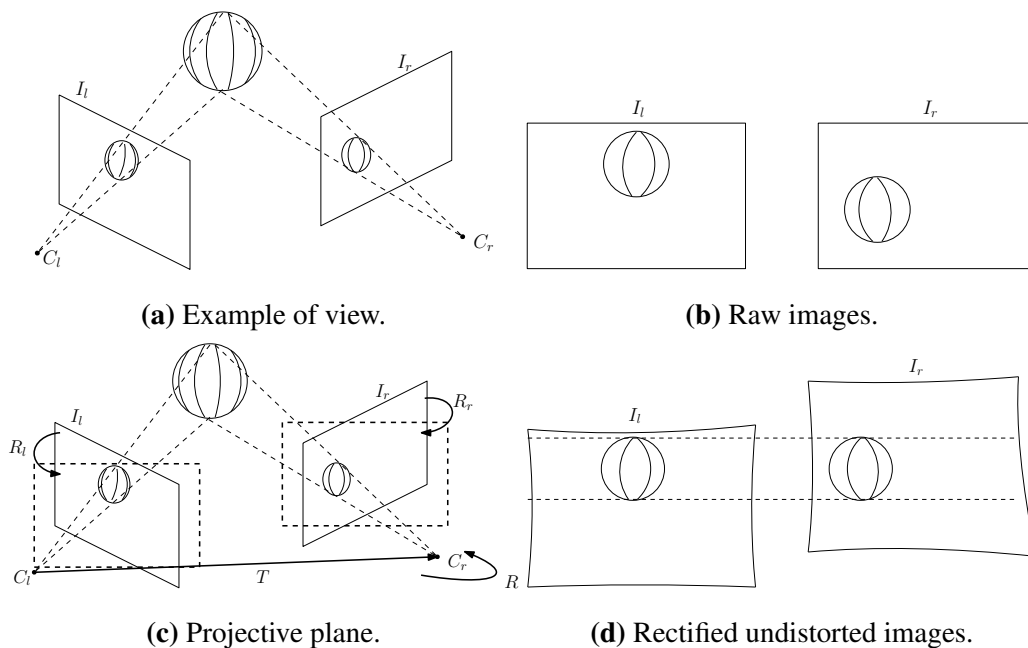 I_l
I_r
C_l
C_r
(a) Example of view.
I_l
I_r
(b) Raw images.
I_l
I_r
R_l
R_r
C_l
T
C_r
R
(c) Projective plane.
I_l
I_r
(d) Rectified undistorted images.